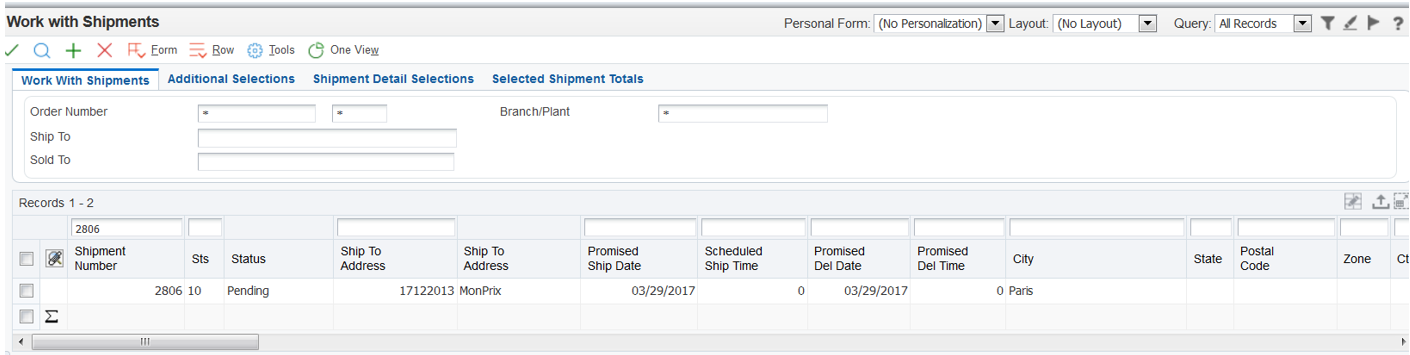 Work with Shipments Personal Form: (No Personalization) Layout: (No Layout) Query: All Records ?
Form Row Tools One View
Work With Shipments Additional Selections Shipment Detail Selections Selected Shipment Totals
Order Number * * Branch/Plant *
Ship To
Sold To
Records 1 - 2
2806
Shipment Number Sts Status Ship To Address Ship To Address Promised Ship Date Scheduled Ship Time Promised Del Date Promised Del Time City State Postal Code Zone Ct
2806 10 Pending 17122013 MonPrix 03/29/2017 0 03/29/2017 0 Paris
Σ